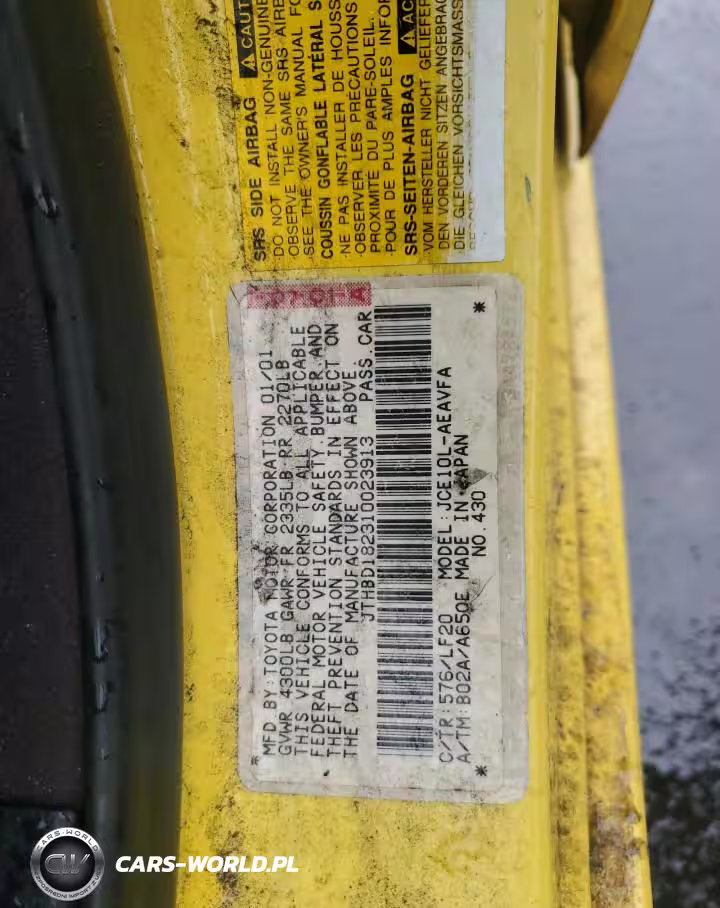 ⚠ CAUT
SRS SIDE AIRBAG
DO NOT INSTALL NON-GENUINE
OBSERVE THE SAME SRS AIRB
SEE THE OWNER'S MANUAL FO
COUSSIN GONFLABLE LATÉRAL S
NE PAS INSTALLER DE HOUSS
OBSERVER LES PRÉCAUTIONS
PROXIMITÉ DU PARE-SOLEIL.
POUR DE PLUS AMPLES INFOR
⚠ AC
SRS-SEITEN-AIRBAG
VOM HERSTELLER NICHT GELIEFER
DEN VORDEREN SITZEN ANGEBRAC
DIE GLEICHEN VORSICHTSMASS
MFD BY:TOYOTA MOTOR CORPORATION 01/01
GVWR 4300LB GAWR FR 2335LB RR 2270LB
THIS VEHICLE CONFORMS TO ALL APPLICABLE
FEDERAL MOTOR VEHICLE SAFETY, BUMPER,AND
THEFT PREVENTION STANDARDS IN EFFECT ON
THE DATE OF MANUFACTURE SHOWN ABOVE.
JTHBD182310023913 PASS.CAR
C/TR:576/LF20 MODEL:JCE10L-AEAVFA
A/TM:B02A/A650E MADE IN JAPAN
NO.430
CARS-WORLD
CW
CARS-WORLD.PL